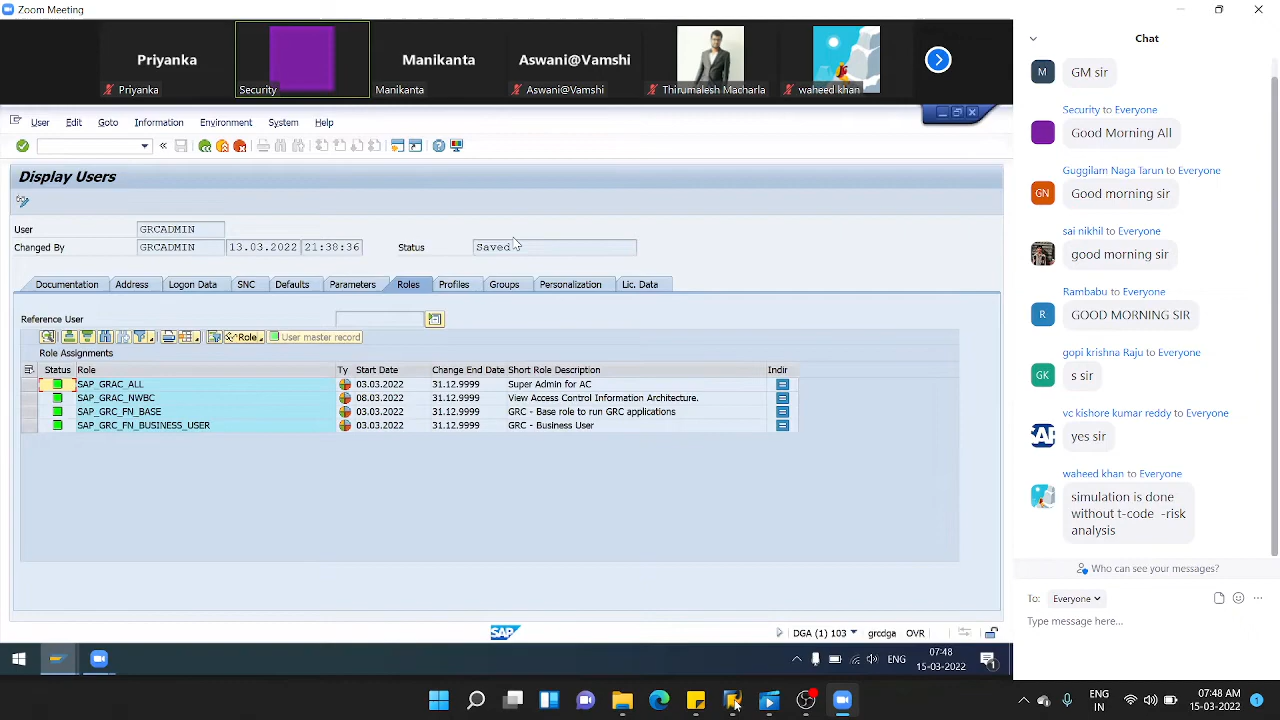 Zoom Meeting
Priyanka
Manikanta
Aswani@Vamshi
Priyanka
Security
Manikanta
Aswani@Vamshi
Thirumalesh Macharla
waheed khan
User Edit Goto Information Environment System Help
Display Users
User GRCADMIN
Changed By GRCADMIN 13.03.2022 21:38:36 Status Saved
Documentation Address Logon Data SNC Defaults Parameters Roles Profiles Groups Personalization Lic. Data
Reference User
Role User master record
Role Assignments
Status Role Ty Start Date Change End Date Short Role Description Indir
SAP_GRAC_ALL 03.03.2022 31.12.9999 Super Admin for AC
SAP_GRAC_NWBC 08.03.2022 31.12.9999 View Access Control Information Architecture.
SAP_GRC_FN_BASE 03.03.2022 31.12.9999 GRC - Base role to run GRC applications
SAP_GRC_FN_BUSINESS_USER 03.03.2022 31.12.9999 GRC - Business User
SAP
DGA (1) 103 grcdga OVR
ENG 07:48
15-03-2022
1
Chat
M
GM sir
Security to Everyone
Good Morning All
Guggilam Naga Tarun to Everyone
GN
Good morning sir
sai nikhil to Everyone
good morning sir
Rambabu to Everyone
R
GOOD MORNING SIR
gopi krishna Raju to Everyone
GK
s sir
vc kishore kumar reddy to Everyone
SAP
yes sir
waheed khan to Everyone
simulation is done
without t-code -risk
analysis
Who can see your messages?
To: Everyone
Type message here...
ENG
IN
07:48 AM
15-03-2022
1